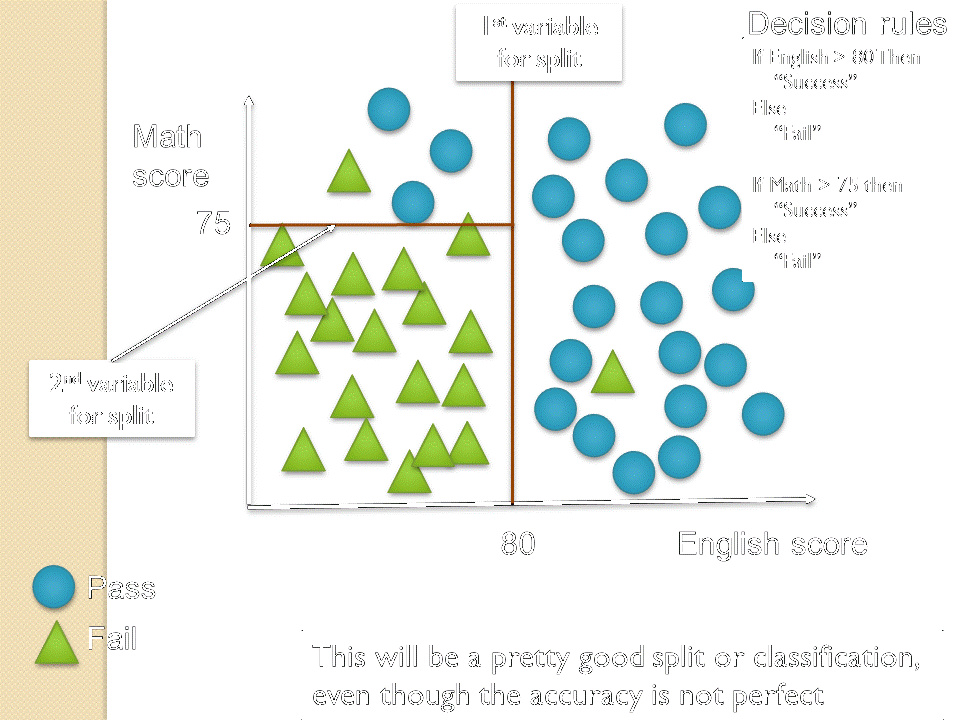 1st variable
for split
Decision rules
If English > 80 Then
“Success”
Else
“Fail”
If Math > 75 then
“Success”
Else
“Fail”
Math
score
75
2nd variable
for split
80
English score
Pass
Fail
This will be a pretty good split or classification,
even though the accuracy is not perfect